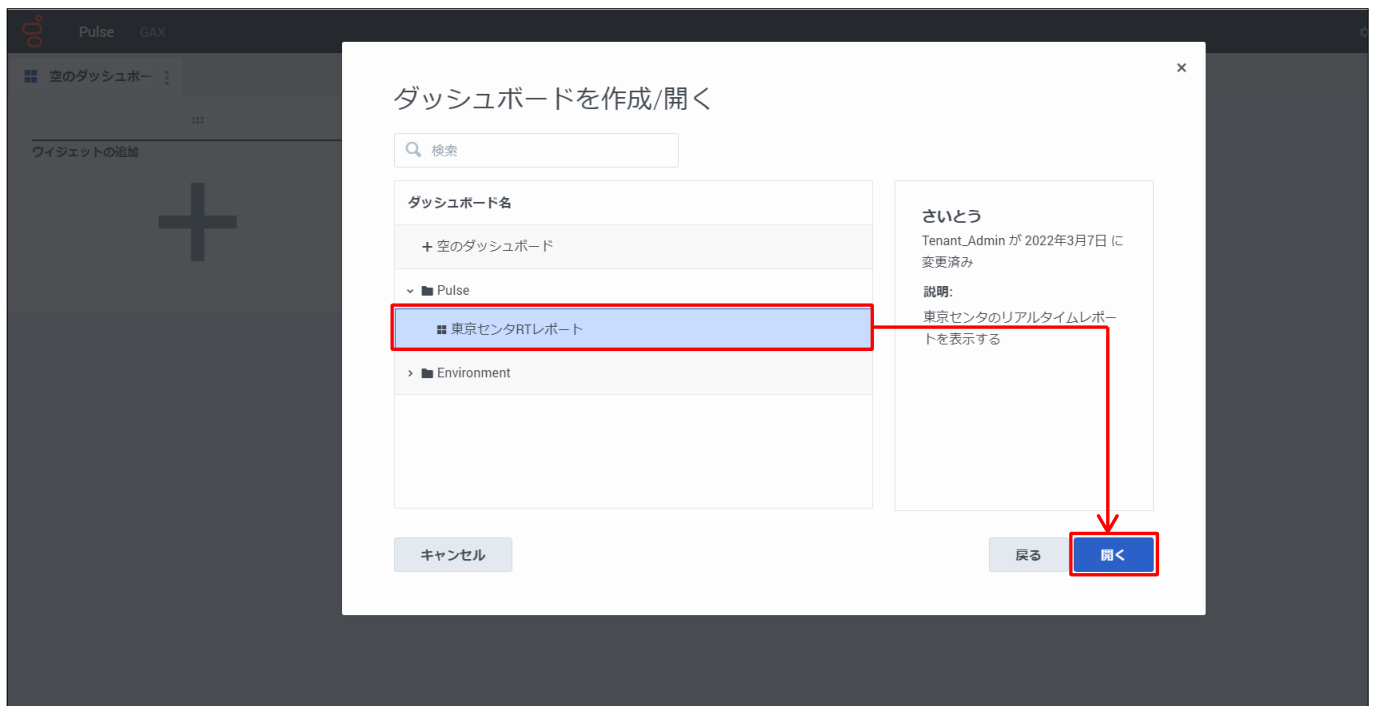 Pulse GAX
空のダッシュボー
ウィジェットの追加
ダッシュボードを作成/開く
検索
ダッシュボード名
空のダッシュボード
Pulse
東京センタRTレポート
Environment
さいとう
Tenant_Admin が 2022年3月7日 に
変更済み
説明:
東京センタのリアルタイムレポー
トを表示する
キャンセル
戻る
開く